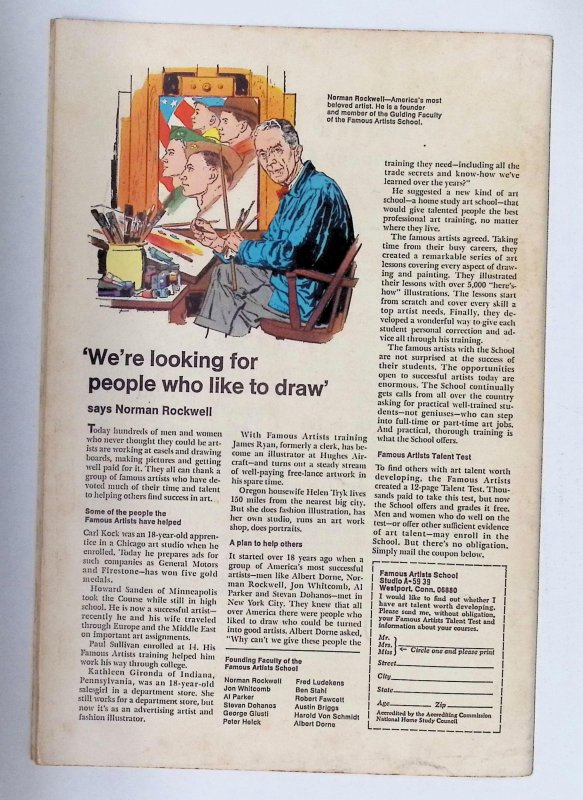 Norman Rockwell—America's most
beloved artist. He is a founder
and member of the Guiding Faculty
of the Famous Artists School.
'We're looking for
people who like to draw'
says Norman Rockwell
Today hundreds of men and women
who never thought they could be art-
ists are working at easels and drawing
boards, making pictures and getting
well paid for it. They all can thank a
group of famous artists who have de-
voted much of their time and talent
to helping others find success in art.
Some of the people the
Famous Artists have helped
Carl Kock was an 18-year-old appren-
tice in a Chicago art studio when he
enrolled. Today he prepares ads for
such companies as General Motors
and Firestone—has won five gold
medals.
Howard Sanden of Minneapolis
took the Course while still in high
school. He is now a successful artist—
recently he and his wife traveled
through Europe and the Middle East
on important art assignments.
Paul Sullivan enrolled at 14. His
Famous Artists training helped him
work his way through college.
Kathleen Gironda of Indiana,
Pennsylvania, was an 18-year-old
salesgirl in a department store. She
still works for a department store, but
now it's as an advertising artist and
fashion illustrator.
With Famous Artists training
James Ryan, formerly a clerk, has be-
come an illustrator at Hughes Air-
craft—and turns out a steady stream
of well-paying free-lance artwork in
his spare time.
Oregon housewife Helen Tryk lives
150 miles from the nearest big city.
But she does fashion illustration, has
her own studio, runs an art work
shop, does portraits.
A plan to help others
It started over 18 years ago when a
group of America's most successful
artists—men like Albert Dorne, Nor-
man Rockwell, Jon Whitcomb, Al
Parker and Stevan Dohanos—met in
New York City. They knew that all
over America there were people who
liked to draw who could be turned
into good artists. Albert Dorne asked,
"Why can't we give these people the
Founding Faculty of the
Famous Artists School
Norman Rockwell
Jon Whitcomb
Al Parker
Stevan Dohanos
George Giusti
Peter Helck
Fred Ludekens
Ben Stahl
Robert Fawcett
Austin Briggs
Harold Von Schmidt
Albert Dorne
training they need—including all the
trade secrets and know-how we've
learned over the years?"
He suggested a new kind of art
school—a home study art school—that
would give talented people the best
professional art training, no matter
where they live.
The famous artists agreed. Taking
time from their busy careers, they
created a remarkable series of art
lessons covering every aspect of draw-
ing and painting. They illustrated
their lessons with over 5,000 "here's-
how" illustrations. The lessons start
from scratch and cover every skill a
top artist needs. Finally, they de-
veloped a wonderful way to give each
student personal correction and ad-
vice all through his training.
The famous artists with the School
are not surprised at the success of
their students. The opportunities
open to successful artists today are
enormous. The School continually
gets calls from all over the country
asking for practical well-trained stu-
dents—not geniuses—who can step
into full-time or part-time art jobs.
And practical, thorough training is
what the School offers.
Famous Artists Talent Test
To find others with art talent worth
developing, the Famous Artists
created a 12-page Talent Test. Thou-
sands paid to take this test, but now
the School offers and grades it free.
Men and women who do well on the
test—or offer other sufficient evidence
of art talent—may enroll in the
School. But there's no obligation.
Simply mail the coupon below.
Famous Artists School
Studio A-59 39
Westport, Conn. 06880
I would like to find out whether I
have art talent worth developing.
Please send me, without obligation,
your Famous Artists Talent Test and
information about your courses.
Mr.
Mrs.
Miss ← Circle one and please print
Street
City
State
Age Zip
Accredited by the Accrediting Commission
National Home Study Council